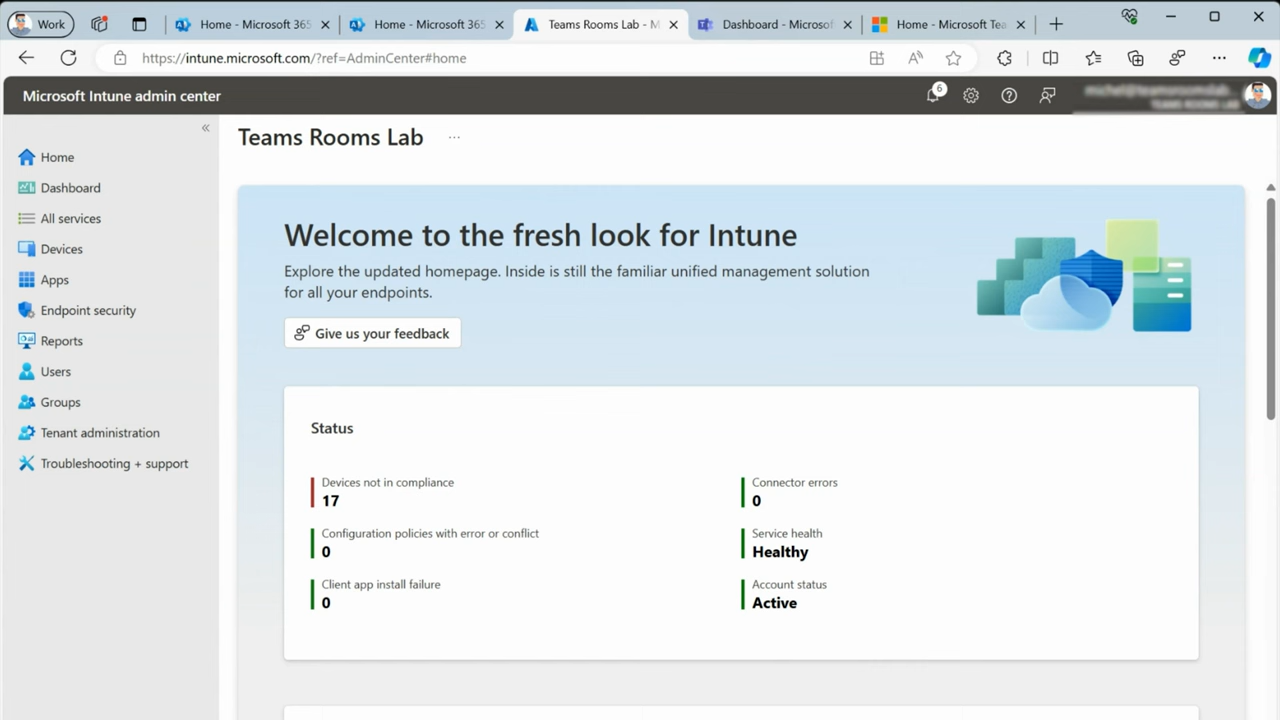 Work
Home - Microsoft 365
Home - Microsoft 365
Teams Rooms Lab - M
Dashboard - Microsof
Home - Microsoft Tea
https://intune.microsoft.com/?ref=AdminCenter#home
Microsoft Intune admin center
6
TEAMS ROOMS LAB
Home
Dashboard
All services
Devices
Apps
Endpoint security
Reports
Users
Groups
Tenant administration
Troubleshooting + support
Teams Rooms Lab
Welcome to the fresh look for Intune
Explore the updated homepage. Inside is still the familiar unified management solution
for all your endpoints.
Give us your feedback
Status
Devices not in compliance
17
Configuration policies with error or conflict
0
Client app install failure
0
Connector errors
0
Service health
Healthy
Account status
Active